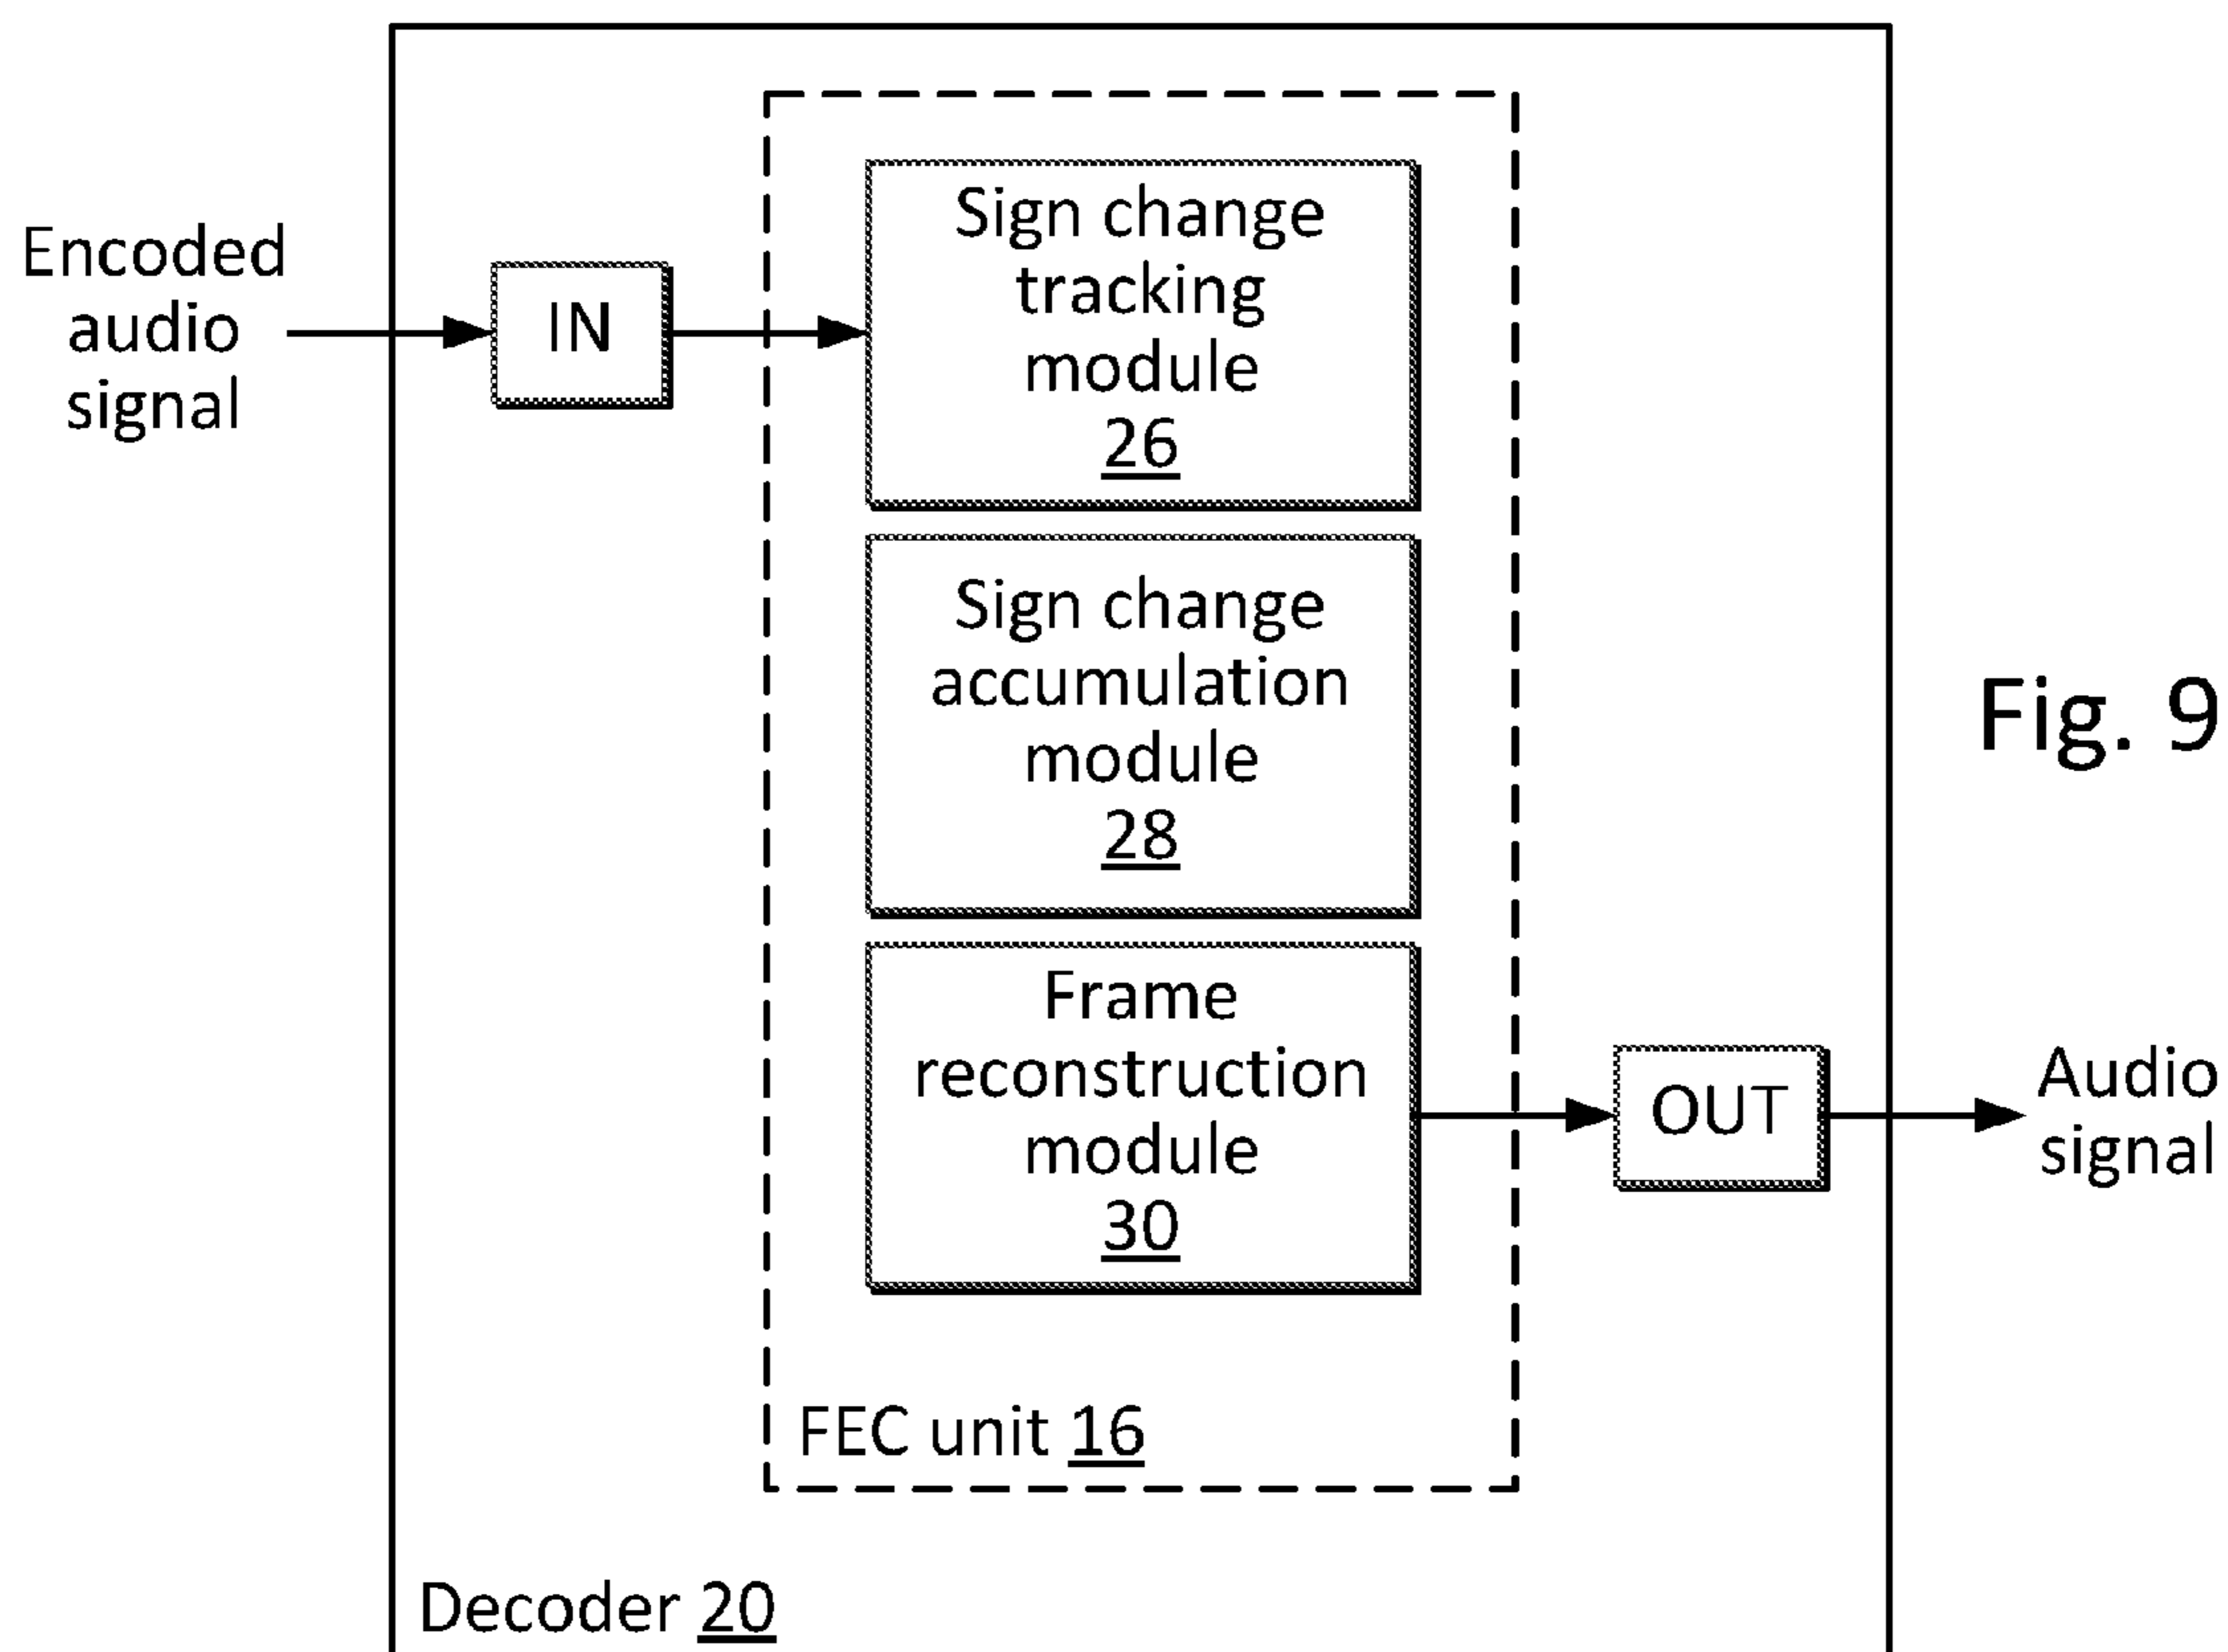 Encoded
audio
signal
IN
Sign change
tracking
module
26
Sign change
accumulation
module
28
Frame
reconstruction
module
30
OUT
Audio
signal
FEC unit 16
Decoder 20
Fig. 9